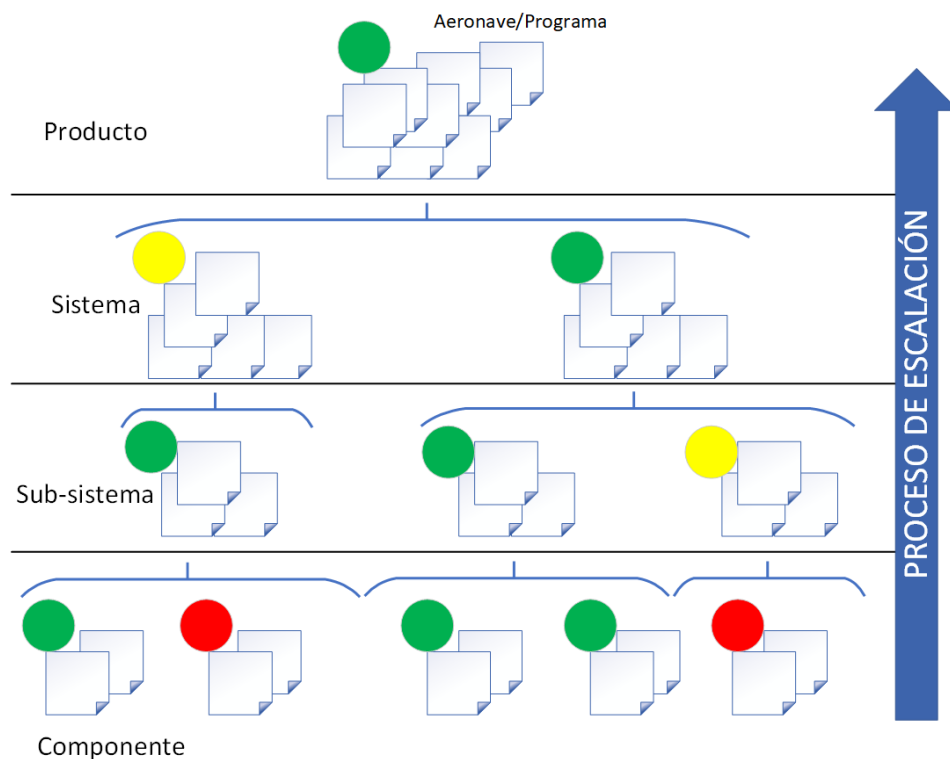 Aeronave/Programa
Producto
Sistema
Sub-sistema
Componente
PROCESO DE ESCALACIÓN